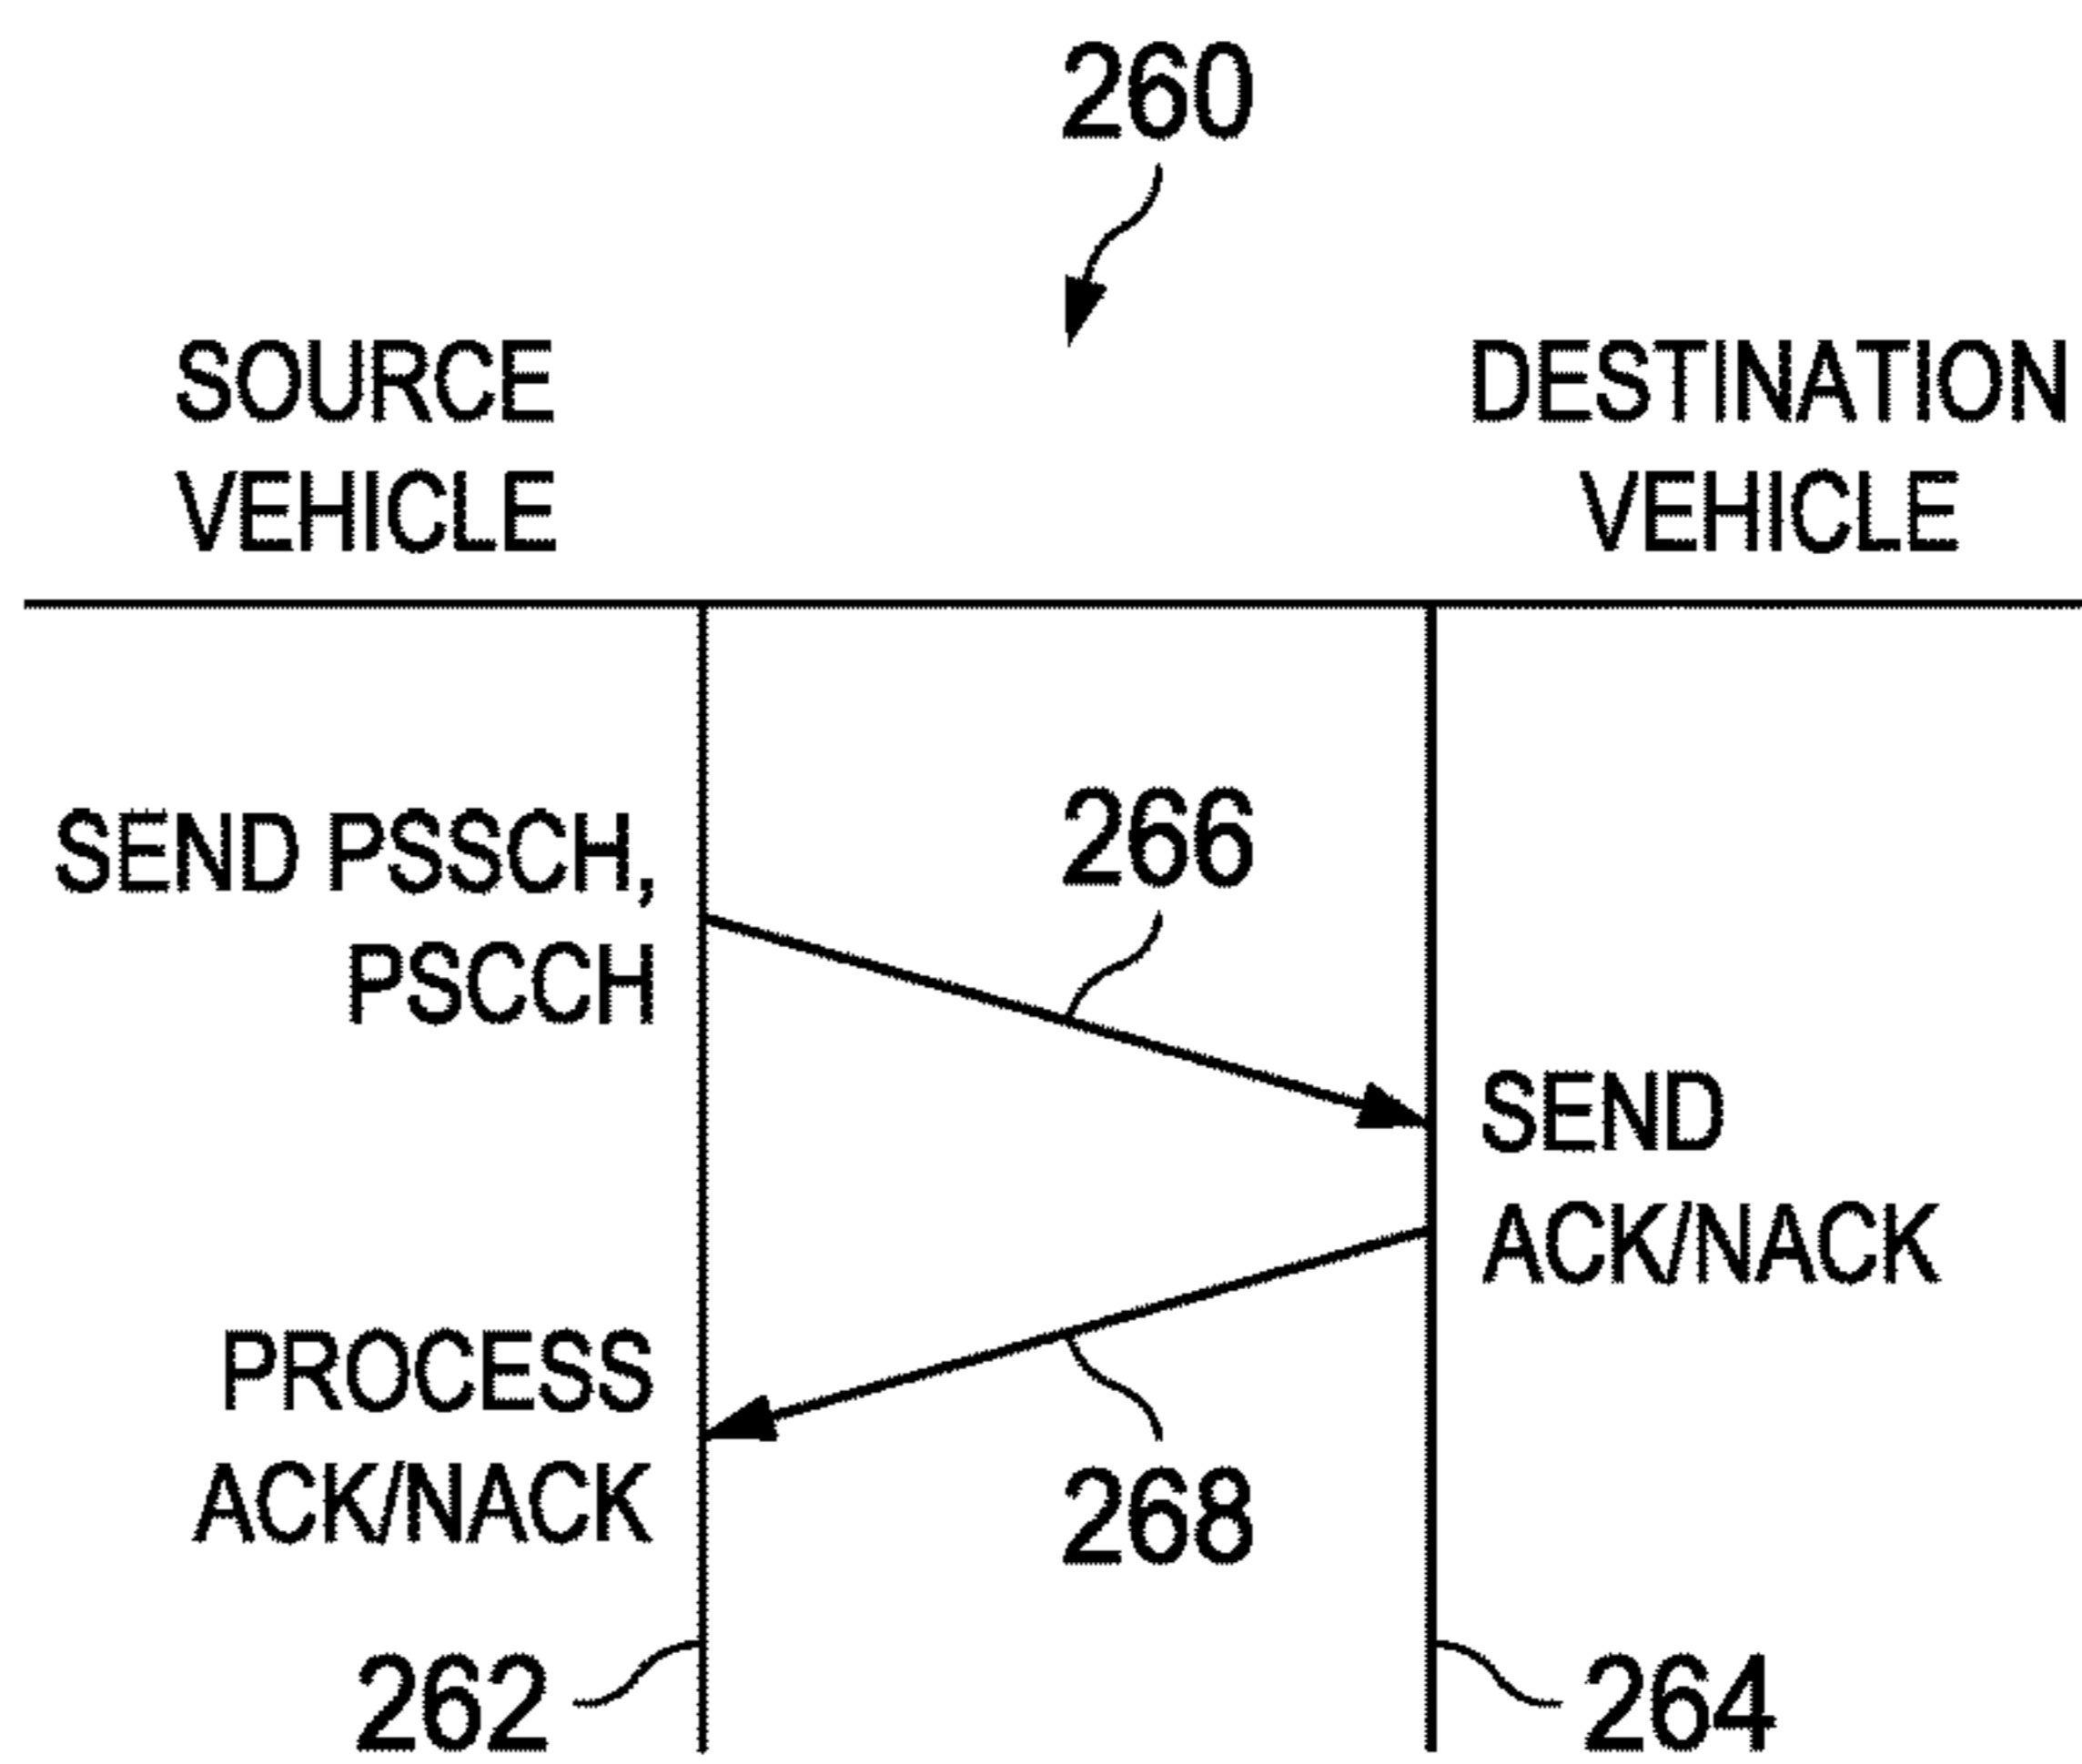 260
SOURCE
VEHICLE
DESTINATION
VEHICLE
SEND PSSCH,
PSCCH
266
SEND
ACK/NACK
PROCESS
ACK/NACK
268
262
264